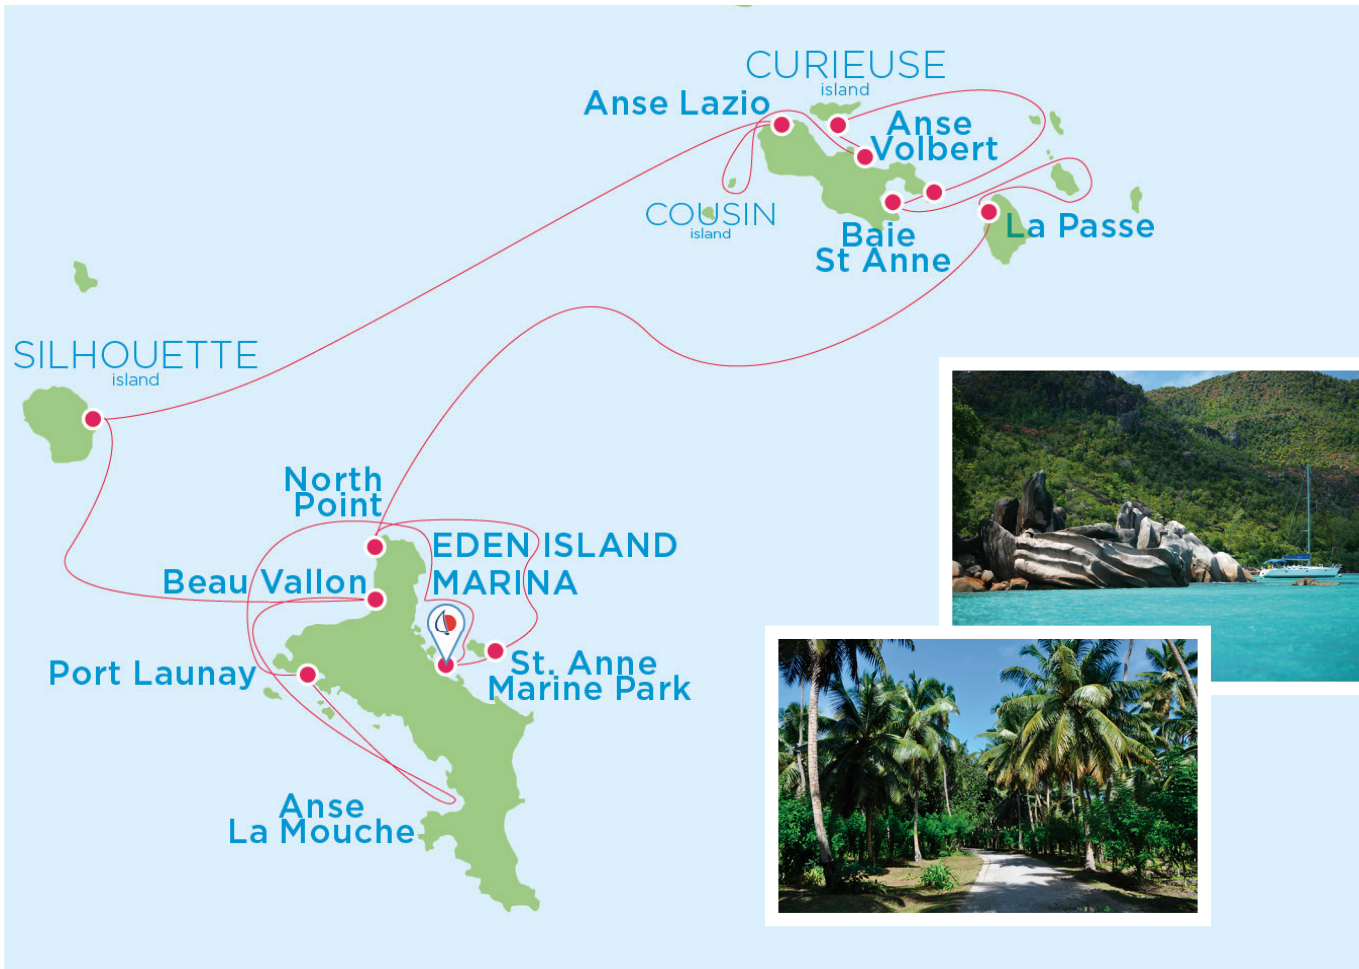 CURIEUSE
island
Anse Lazio
Anse
Volbert
COUSIN
island
La Passe
Baie
St Anne
SILHOUETTE
island
North
Point
EDEN ISLAND
MARINA
Beau Vallon
Port Launay
St. Anne
Marine Park
Anse
La Mouche